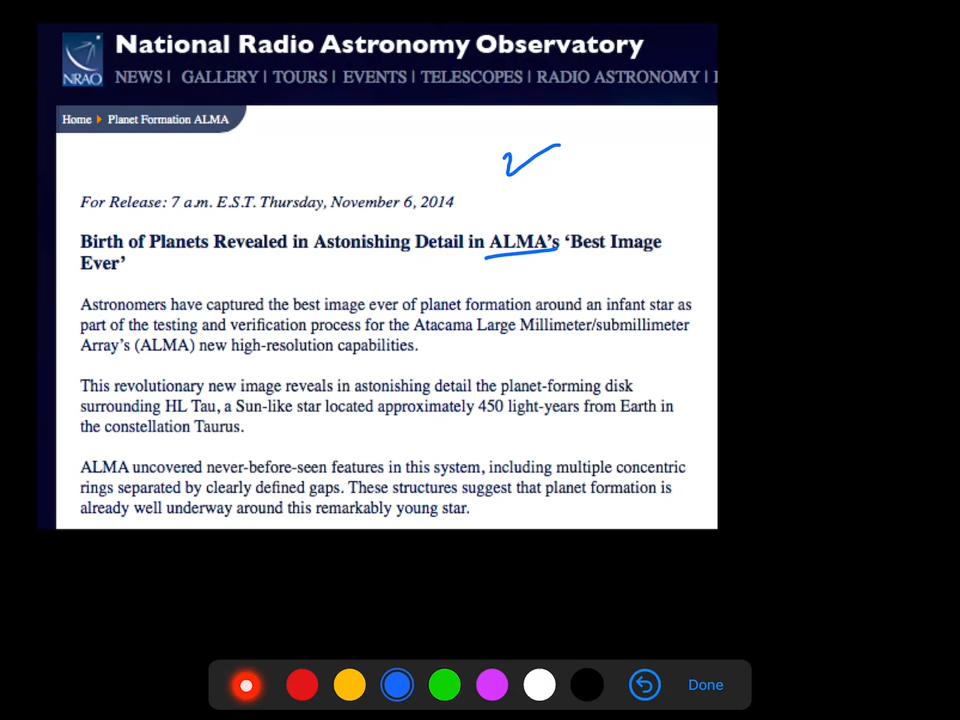 National Radio Astronomy Observatory
NRAO
NEWS | GALLERY | TOURS | EVENTS | TELESCOPES | RADIO ASTRONOMY |
Home Planet Formation ALMA
For Release: 7 a.m. E.S.T. Thursday, November 6, 2014
Birth of Planets Revealed in Astonishing Detail in ALMA's ‘Best Image
Ever’
Astronomers have captured the best image ever of planet formation around an infant star as
part of the testing and verification process for the Atacama Large Millimeter/submillimeter
Array's (ALMA) new high-resolution capabilities.
This revolutionary new image reveals in astonishing detail the planet-forming disk
surrounding HL Tau, a Sun-like star located approximately 450 light-years from Earth in
the constellation Taurus.
ALMA uncovered never-before-seen features in this system, including multiple concentric
rings separated by clearly defined gaps. These structures suggest that planet formation is
already well underway around this remarkably young star.
Done